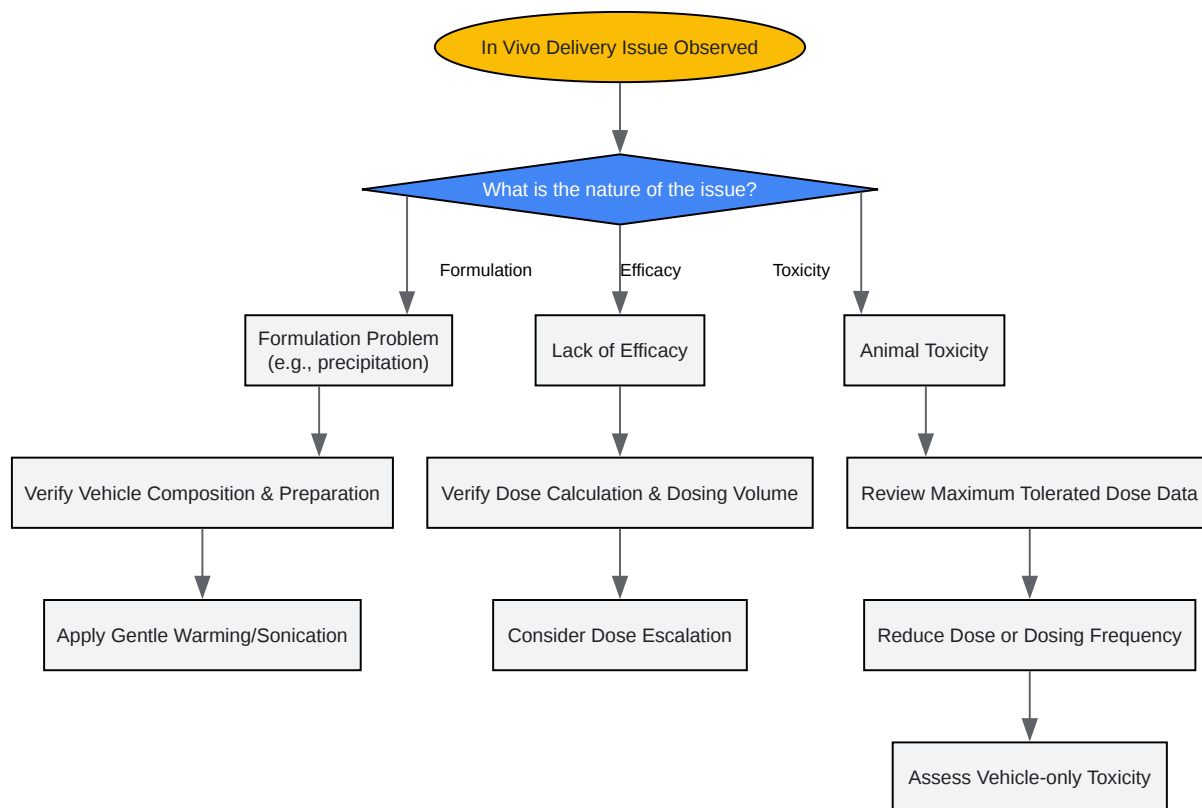 In Vivo Delivery Issue Observed
What is the nature of the issue?
Formulation
Efficacy
Toxicity
Formulation Problem
(e.g., precipitation)
Lack of Efficacy
Animal Toxicity
Verify Vehicle Composition & Preparation
Verify Dose Calculation & Dosing Volume
Review Maximum Tolerated Dose Data
Apply Gentle Warming/Sonication
Consider Dose Escalation
Reduce Dose or Dosing Frequency
Assess Vehicle-only Toxicity